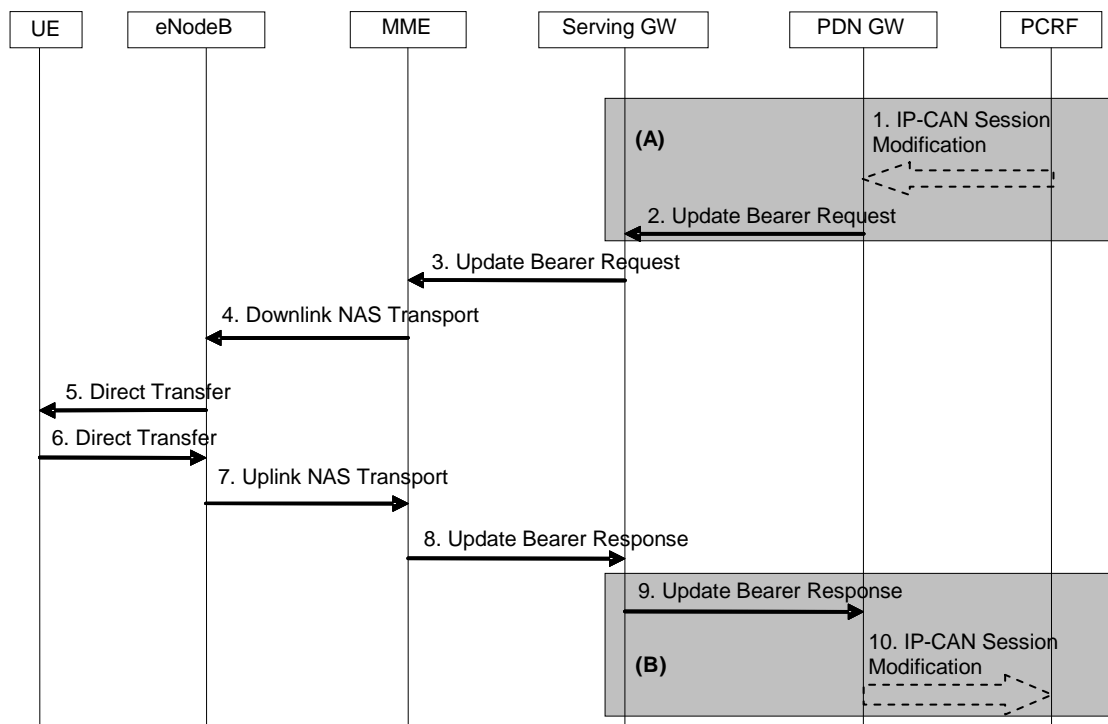 UE
eNodeB
MME
Serving GW
PDN GW
PCRF
(A)
1. IP-CAN Session
Modification
2. Update Bearer Request
3. Update Bearer Request
4. Downlink NAS Transport
5. Direct Transfer
6. Direct Transfer
7. Uplink NAS Transport
8. Update Bearer Response
9. Update Bearer Response
(B)
10. IP-CAN Session
Modification